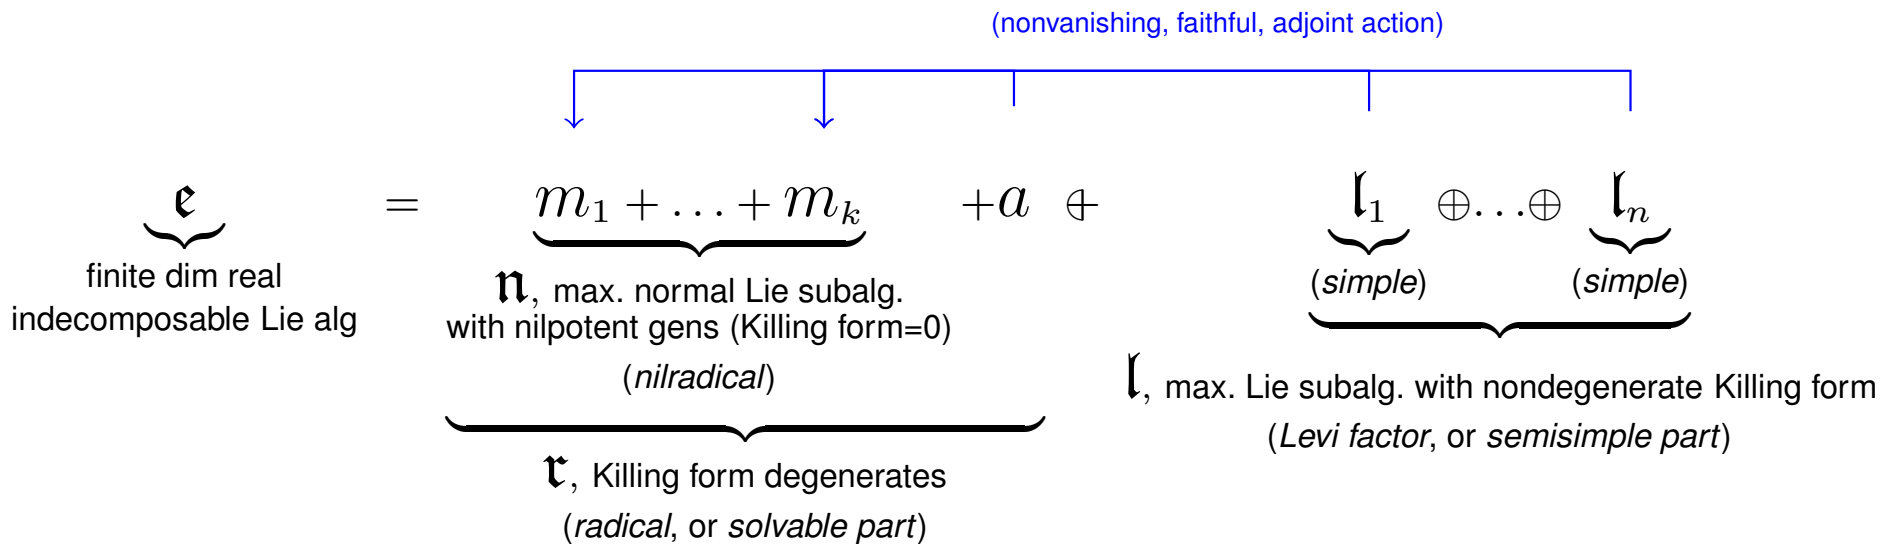 (nonvanishing, faithful, adjoint action)
𝔢 = m₁ + … + mₖ + a ⨭ 𝔩₁ ⊕…⊕ 𝔩ₙ
finite dim real
indecomposable Lie alg
𝔫, max. normal Lie subalg.
with nilpotent gens (Killing form=0)
(nilradical)
𝔯, Killing form degenerates
(radical, or solvable part)
(simple) (simple)
𝔩, max. Lie subalg. with nondegenerate Killing form
(Levi factor, or semisimple part)